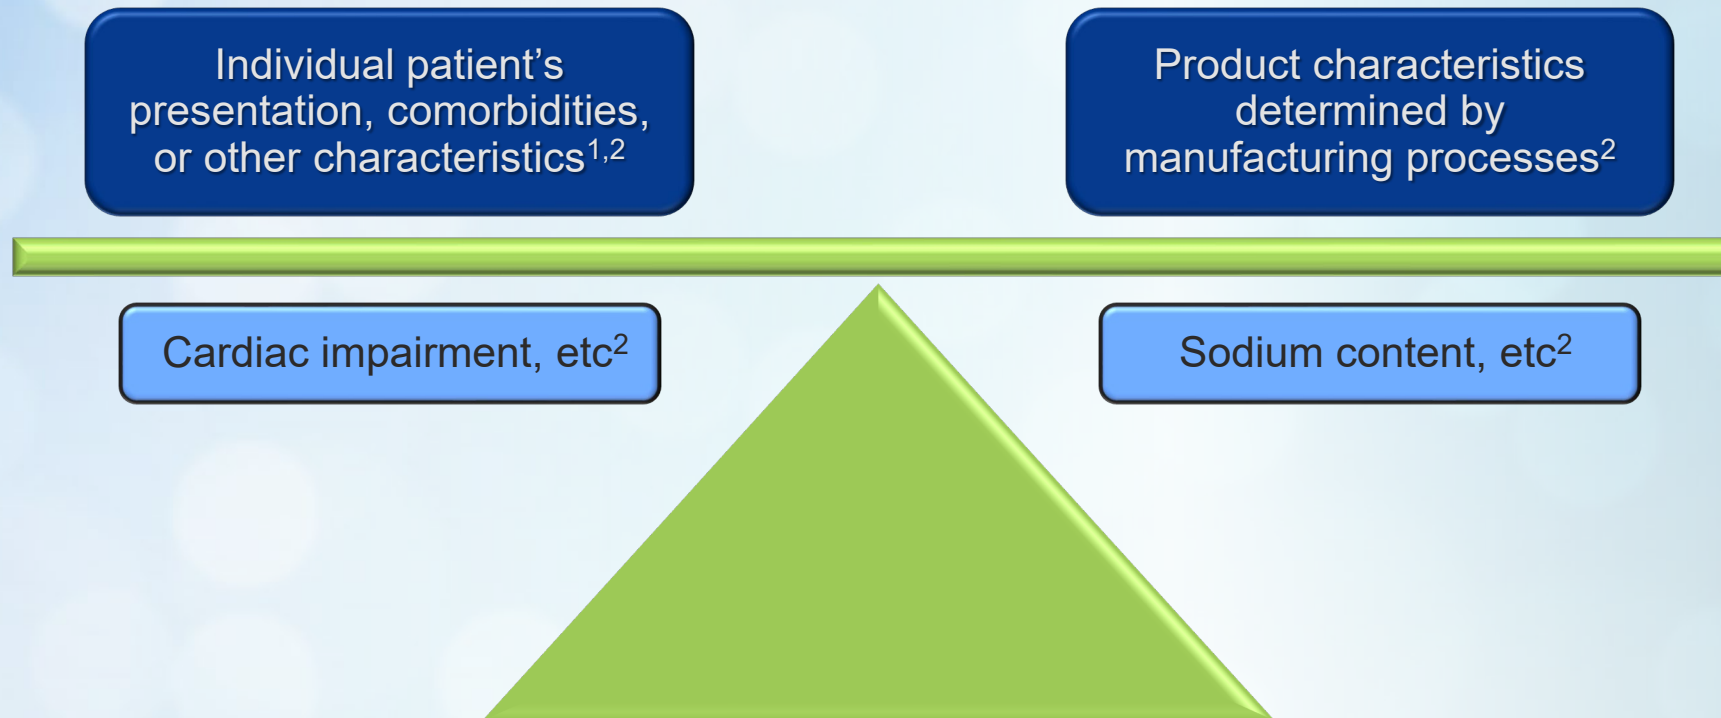 Individual patient’s
presentation, comorbidities,
or other characteristics1,2
Product characteristics
determined by
manufacturing processes2
Cardiac impairment, etc2
Sodium content, etc2